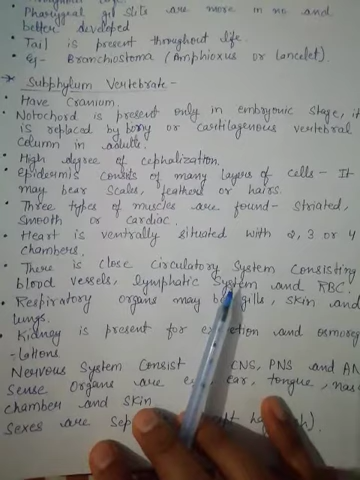 Pharyngeal gil slits are more in no and
better developed
Tail is present throughout life.
eg- Branchiostoma (Amphioxus or Lancelet).
Subphylum Vertebrate -
Have Cranium.
Notochord is present only in embryonic stage, it
is replaced by bony or cartilagenous vertebral
column in adults.
High degree of cephalization.
epidermis consists of many layers of cells - It
may bear Scales, feathers or hairs.
Three types of muscles are found - Striated,
Smooth or Cardiac.
Heart is ventrally situated with 2, 3 or 4
Chambers.
There is close Circulatory System Consisting
blood vessels, lymphatic System and RBC.
Respiratory organs may be gills, Skin and
lungs.
Kidney is present for and osmoreg
-lations.
Nervous System Consist CNS, PNS and AN
Sense Organs are ear, tongue, nas
chamber and Skin
Sexes are